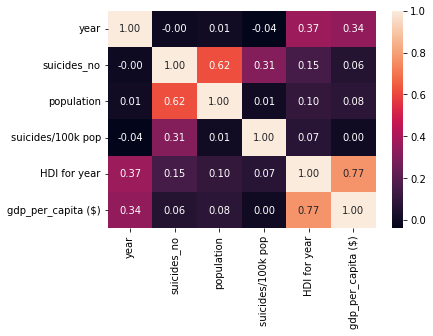 year 1.00 -0.00 0.01 -0.04 0.37 0.34
suicides_no -0.00 1.00 0.62 0.31 0.15 0.06
population 0.01 0.62 1.00 0.01 0.10 0.08
suicides/100k pop -0.04 0.31 0.01 1.00 0.07 0.00
HDI for year 0.37 0.15 0.10 0.07 1.00 0.77
gdp_per_capita ($) 0.34 0.06 0.08 0.00 0.77 1.00
year
suicides_no
population
suicides/100k pop
HDI for year
gdp_per_capita ($)
1.0
0.8
0.6
0.4
0.2
0.0